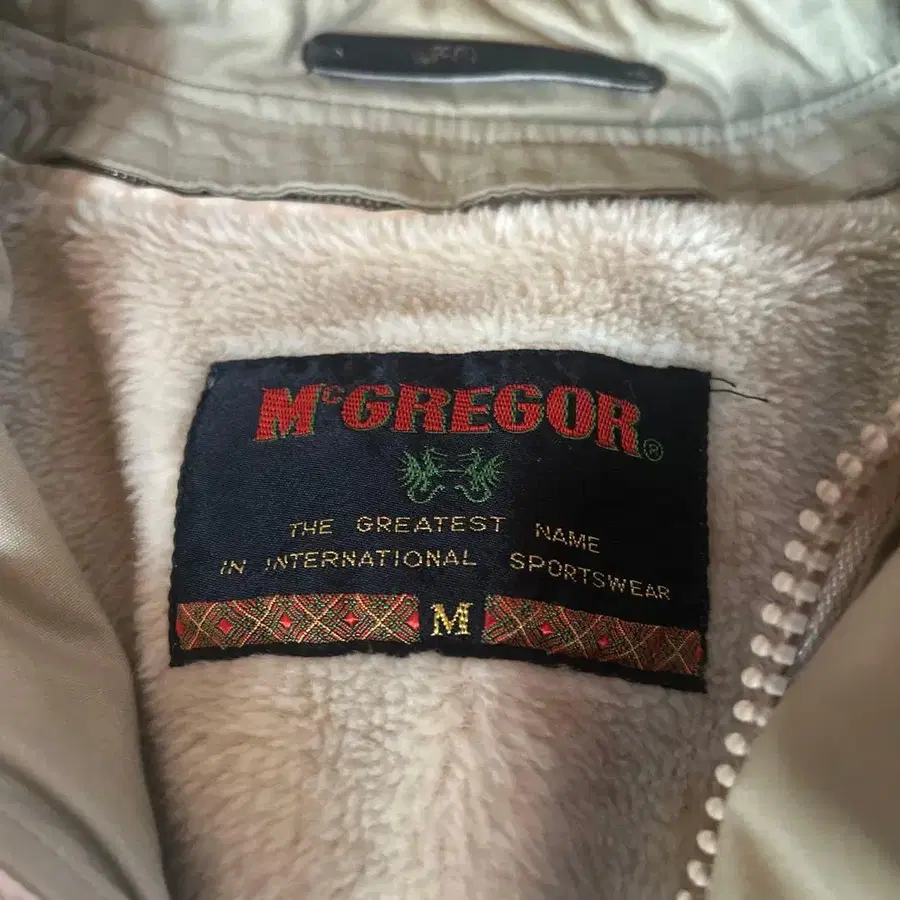 McGREGOR®
THE GREATEST NAME
IN INTERNATIONAL SPORTSWEAR
M